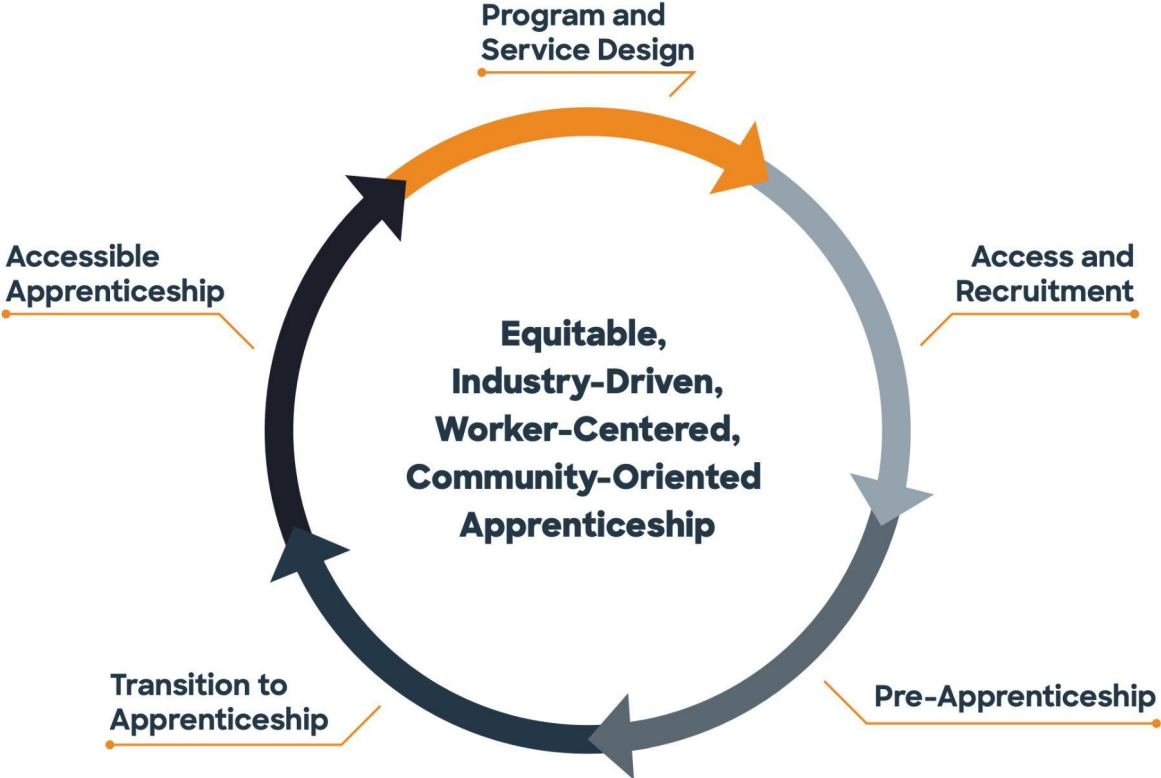 Program and
Service Design
Access and
Recruitment
Pre-Apprenticeship
Transition to
Apprenticeship
Accessible
Apprenticeship
Equitable,
Industry-Driven,
Worker-Centered,
Community-Oriented
Apprenticeship